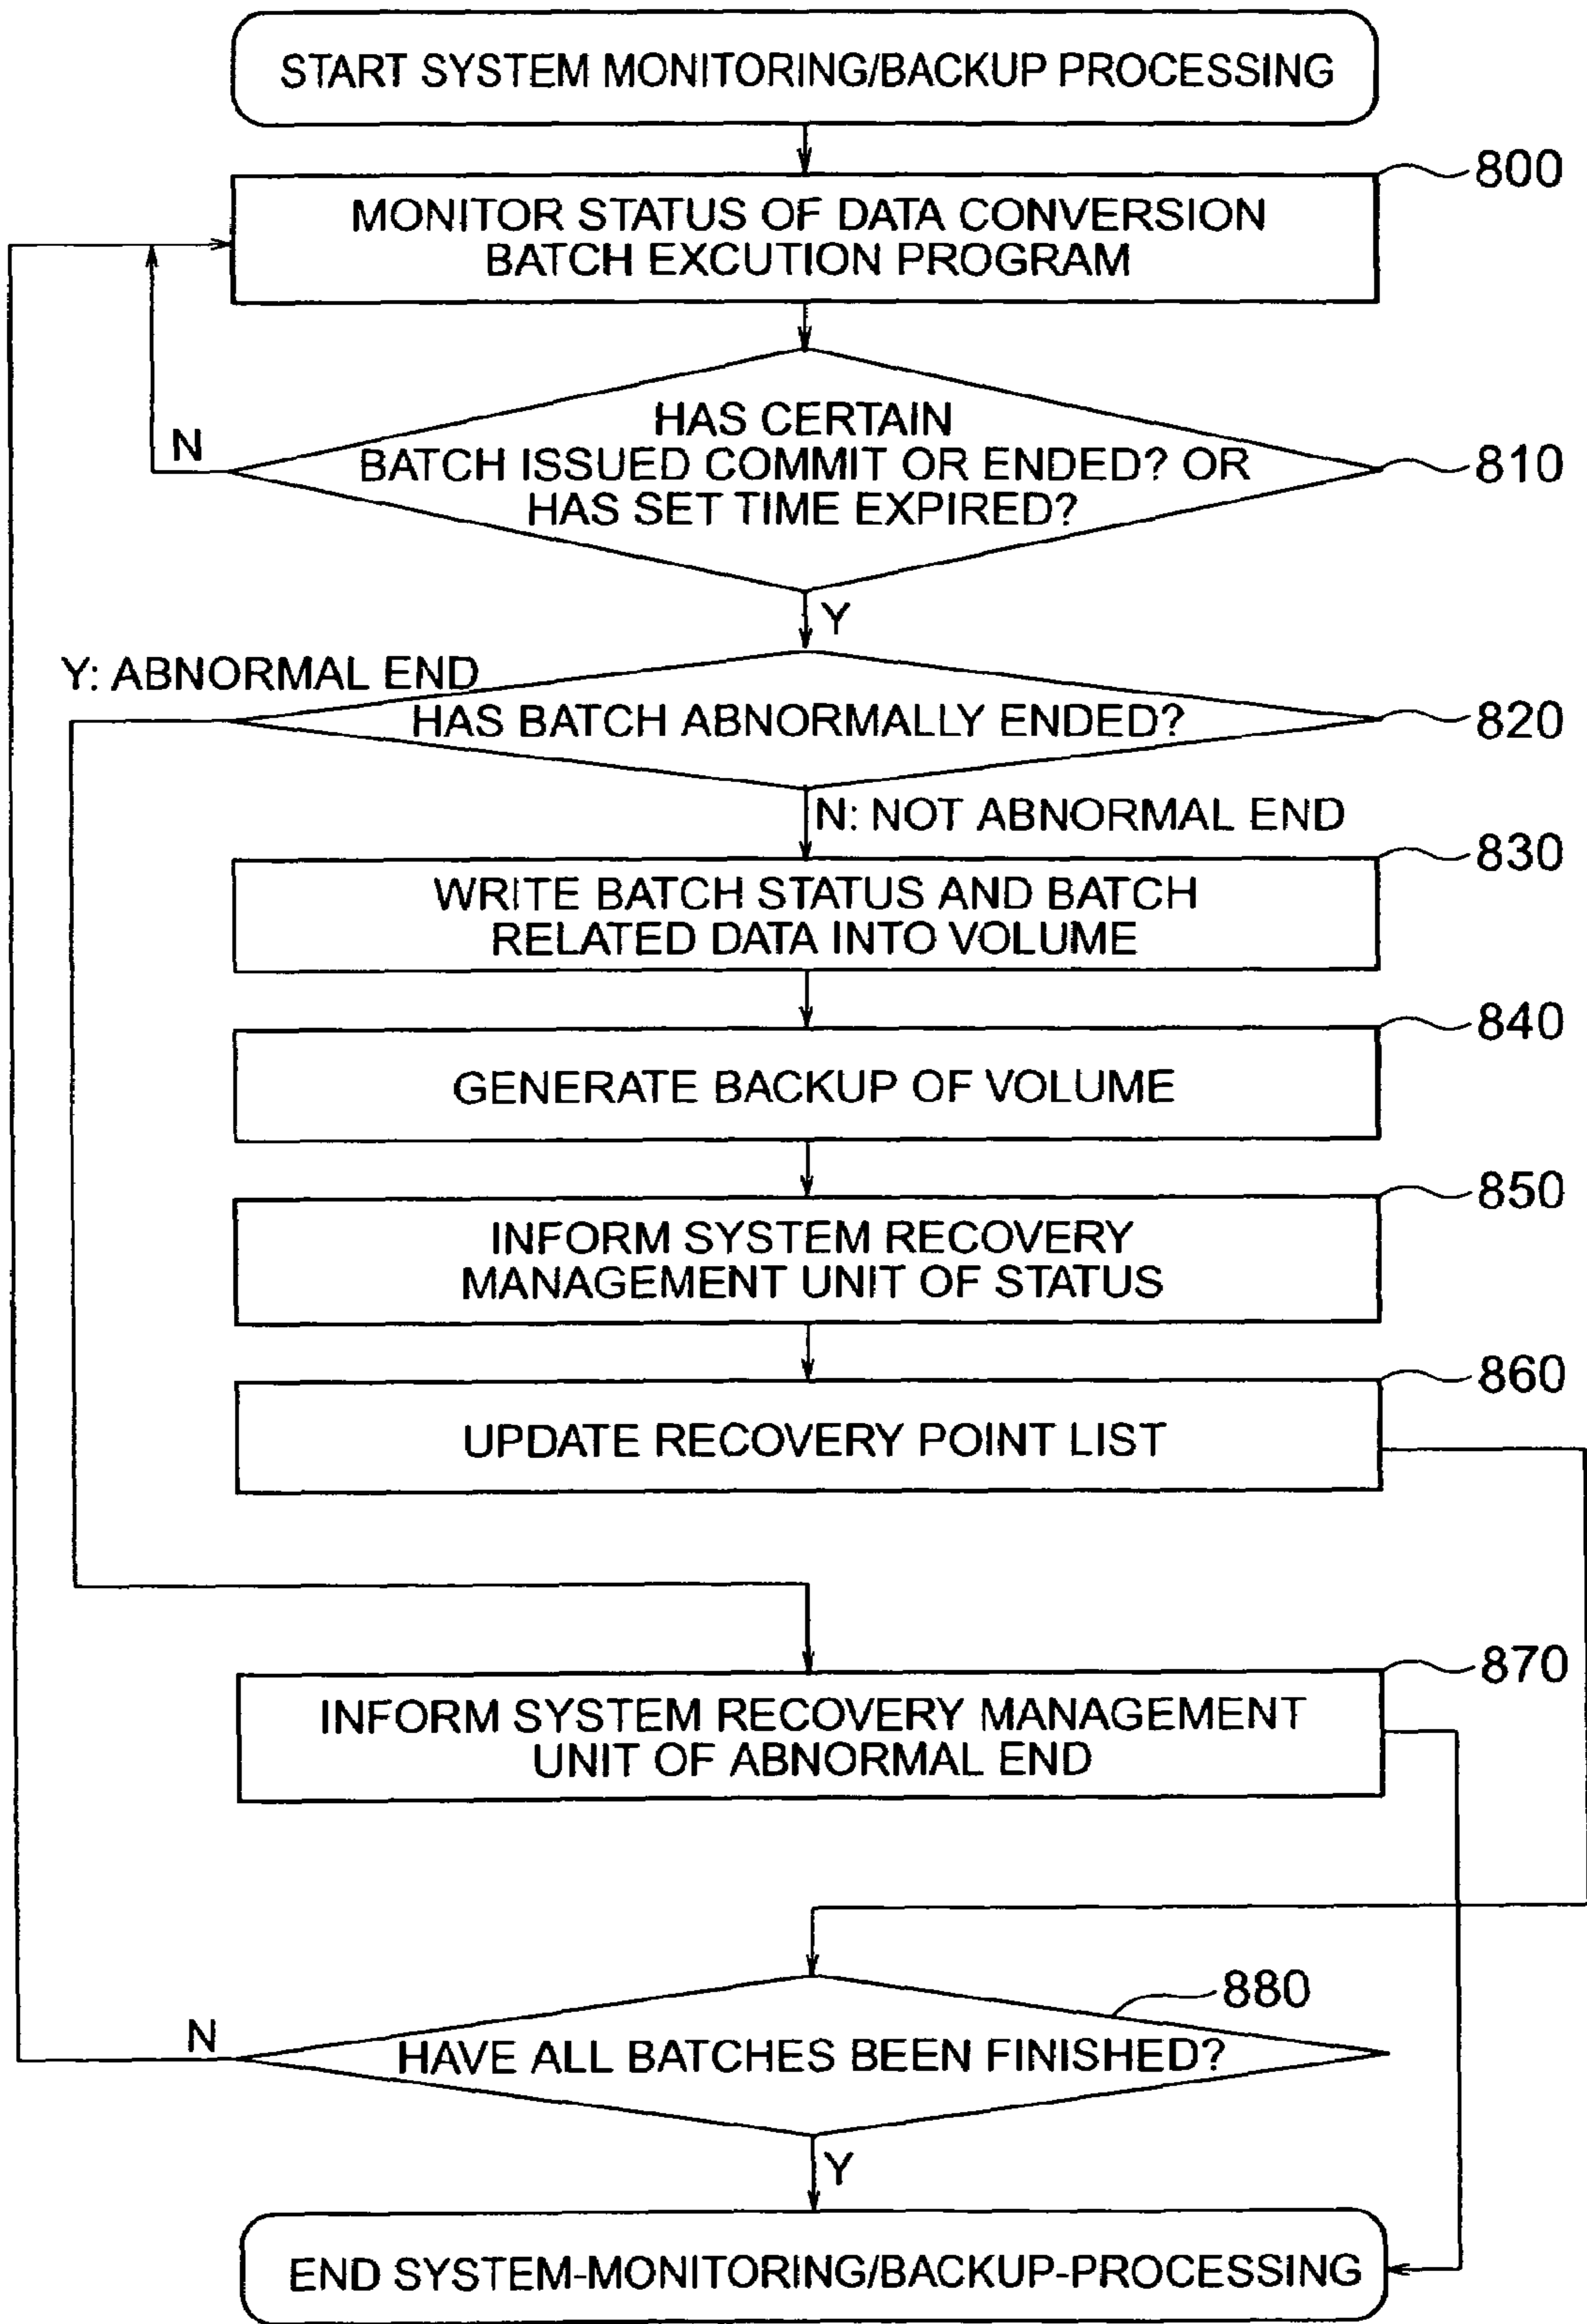 START SYSTEM MONITORING/BACKUP PROCESSING
800
MONITOR STATUS OF DATA CONVERSION
BATCH EXCUTION PROGRAM
HAS CERTAIN
BATCH ISSUED COMMIT OR ENDED? OR
HAS SET TIME EXPIRED?
N
810
Y
Y: ABNORMAL END
HAS BATCH ABNORMALLY ENDED?
820
N: NOT ABNORMAL END
830
WRITE BATCH STATUS AND BATCH
RELATED DATA INTO VOLUME
840
GENERATE BACKUP OF VOLUME
850
INFORM SYSTEM RECOVERY
MANAGEMENT UNIT OF STATUS
860
UPDATE RECOVERY POINT LIST
870
INFORM SYSTEM RECOVERY MANAGEMENT
UNIT OF ABNORMAL END
880
N
HAVE ALL BATCHES BEEN FINISHED?
Y
END SYSTEM-MONITORING/BACKUP-PROCESSING